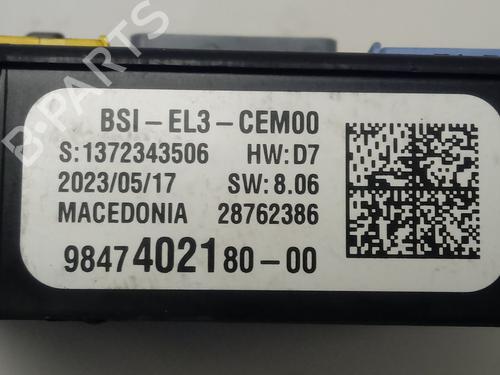 BSI-EL3-CEM00
S:1372343506 HW:D7
2023/05/17 SW:8.06
MACEDONIA 28762386
9847402180-00
B-PARTS